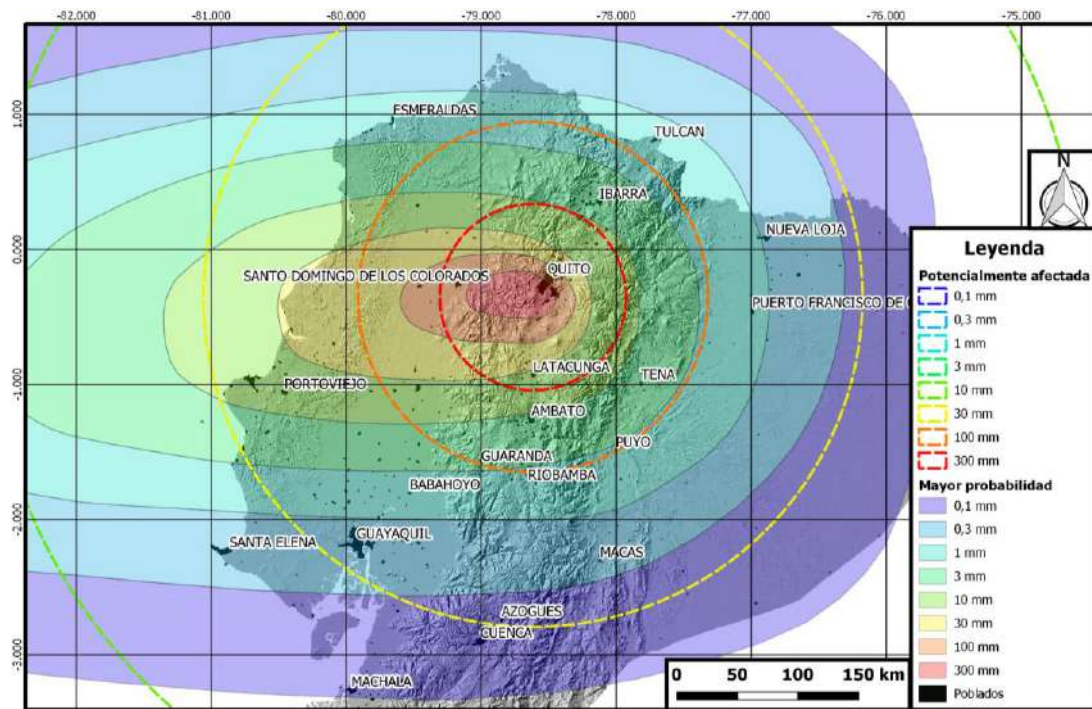 -82.000 -81.000 -80.000 -79.000 -78.000 -77.000 -76.000 -75.000
1.000
0.000
-1.000
-2.000
-3.000
ESMERALDAS
TULCAN
IBARRA
NUEVA LOJA
QUITO
SANTO DOMINGO DE LOS COLORADOS
PUERTO FRANCISCO DE
LATACUNGA
TENA
PORTOVIEJO
AMBATO
PUYO
GUARANDA
RIOBAMBA
BABAHOYO
GUAYAQUIL
SANTA ELENA
MACAS
AZOGUES
CUENCA
MACHALA
N
Leyenda
Potencialmente afectada
0,1 mm
0,3 mm
1 mm
3 mm
10 mm
30 mm
100 mm
300 mm
Mayor probabilidad
0,1 mm
0,3 mm
1 mm
3 mm
10 mm
30 mm
100 mm
300 mm
Poblados
0 50 100 150 km